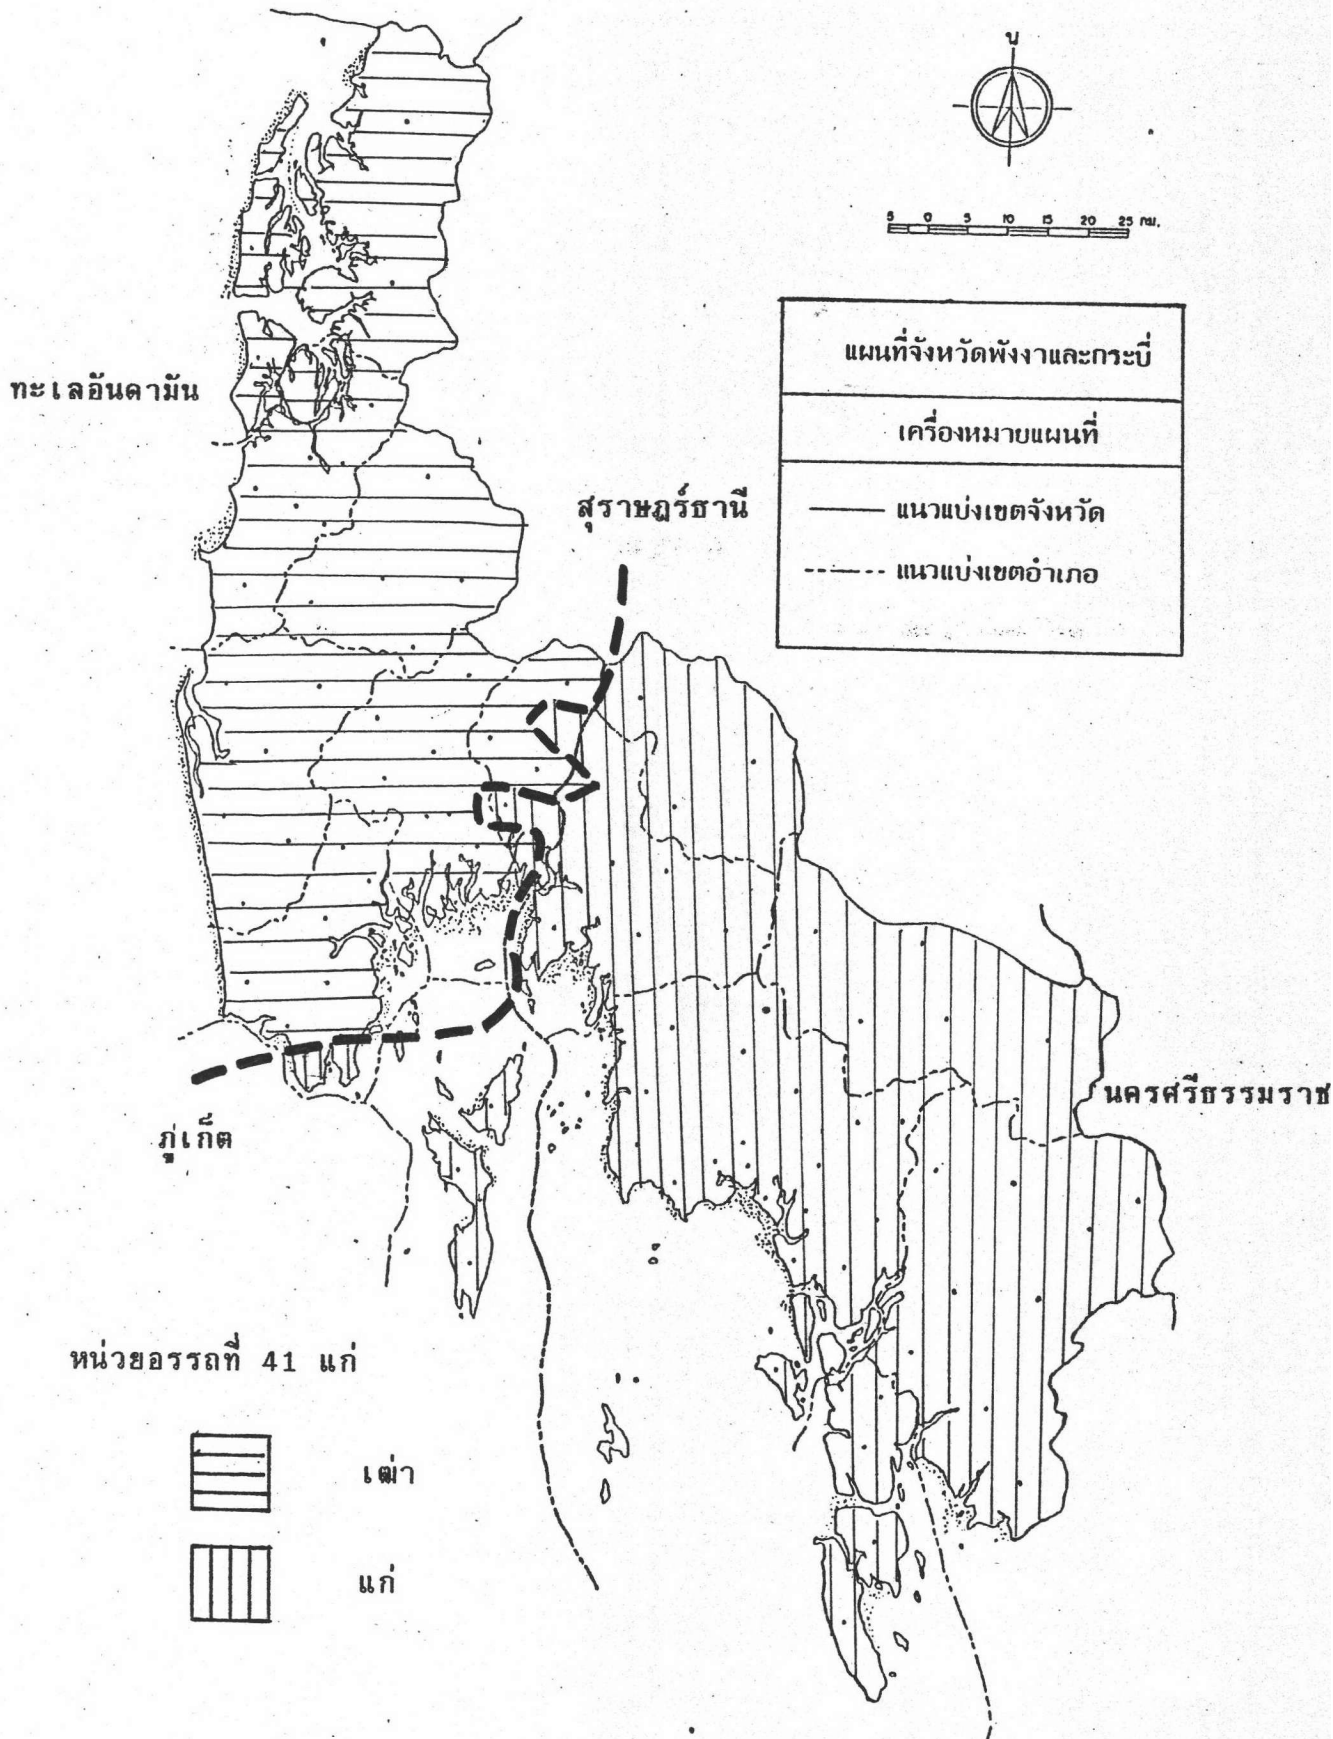 น
5 0 5 10 15 20 25 กม.
แผนที่จังหวัดพังงาและกระบี่
เครื่องหมายแผนที่
แนวแบ่งเขตจังหวัด
แนวแบ่งเขตอำเภอ
ทะเลอันดามัน
สุราษฎร์ธานี
นครศรีธรรมราช
ภู่เก็ต
หน่วยอรรถที่ 41 แก่
เฒ่า
แก่